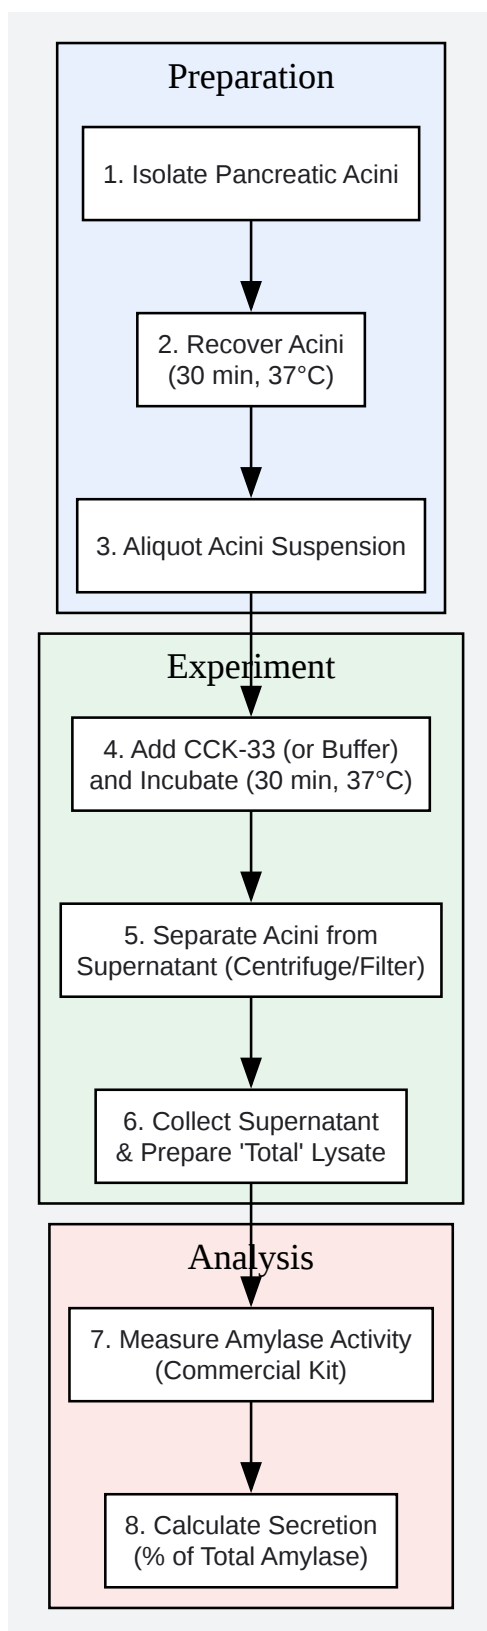 Preparation
1. Isolate Pancreatic Acini
2. Recover Acini
(30 min, 37°C)
3. Aliquot Acini Suspension
Experiment
4. Add CCK-33 (or Buffer)
and Incubate (30 min, 37°C)
5. Separate Acini from
Supernatant (Centrifuge/Filter)
6. Collect Supernatant
& Prepare 'Total' Lysate
Analysis
7. Measure Amylase Activity
(Commercial Kit)
8. Calculate Secretion
(% of Total Amylase)